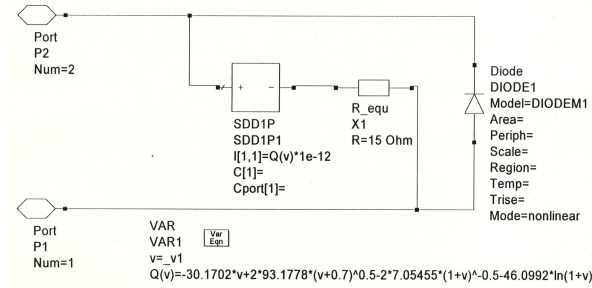 Port
P2
Num=2
+ -
SDD1P
SDD1P1
I[1,1]=Q(v)*1e-12
C[1]=
Cport[1]=
R_equ
X1
R=15 Ohm
Diode
DIODE1
Model=DIODEM1
Area=
Periph=
Scale=
Region=
Temp=
Trise=
Mode=nonlinear
Port
P1
Num=1
VAR
VAR1
Var
Eqn
v=_v1
Q(v)=-30.1702*v+2*93.1778*(v+0.7)^0.5-2*7.05455*(1+v)^-0.5-46.0992*ln(1+v)